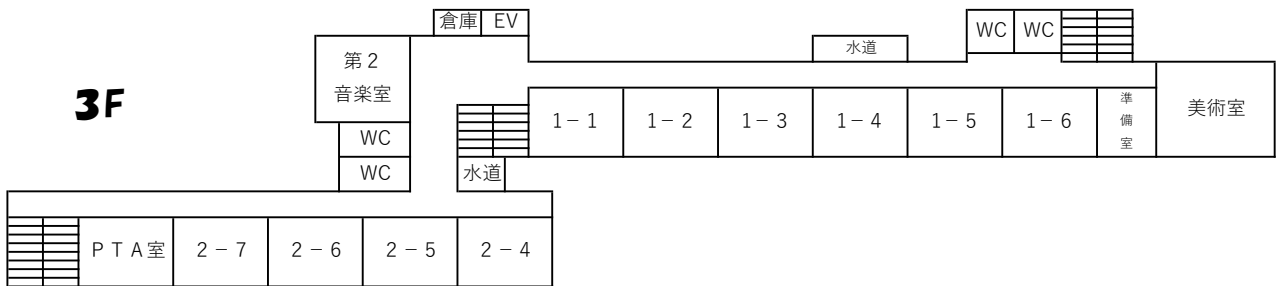 倉庫 EV
WC WC
水道
第２
音楽室
3F
美術室
準
備
室
１－１ １－２ １－３ １－４ １－５ １－６
WC
WC
水道
ＰＴＡ室 ２－７ ２－６ ２－５ ２－４